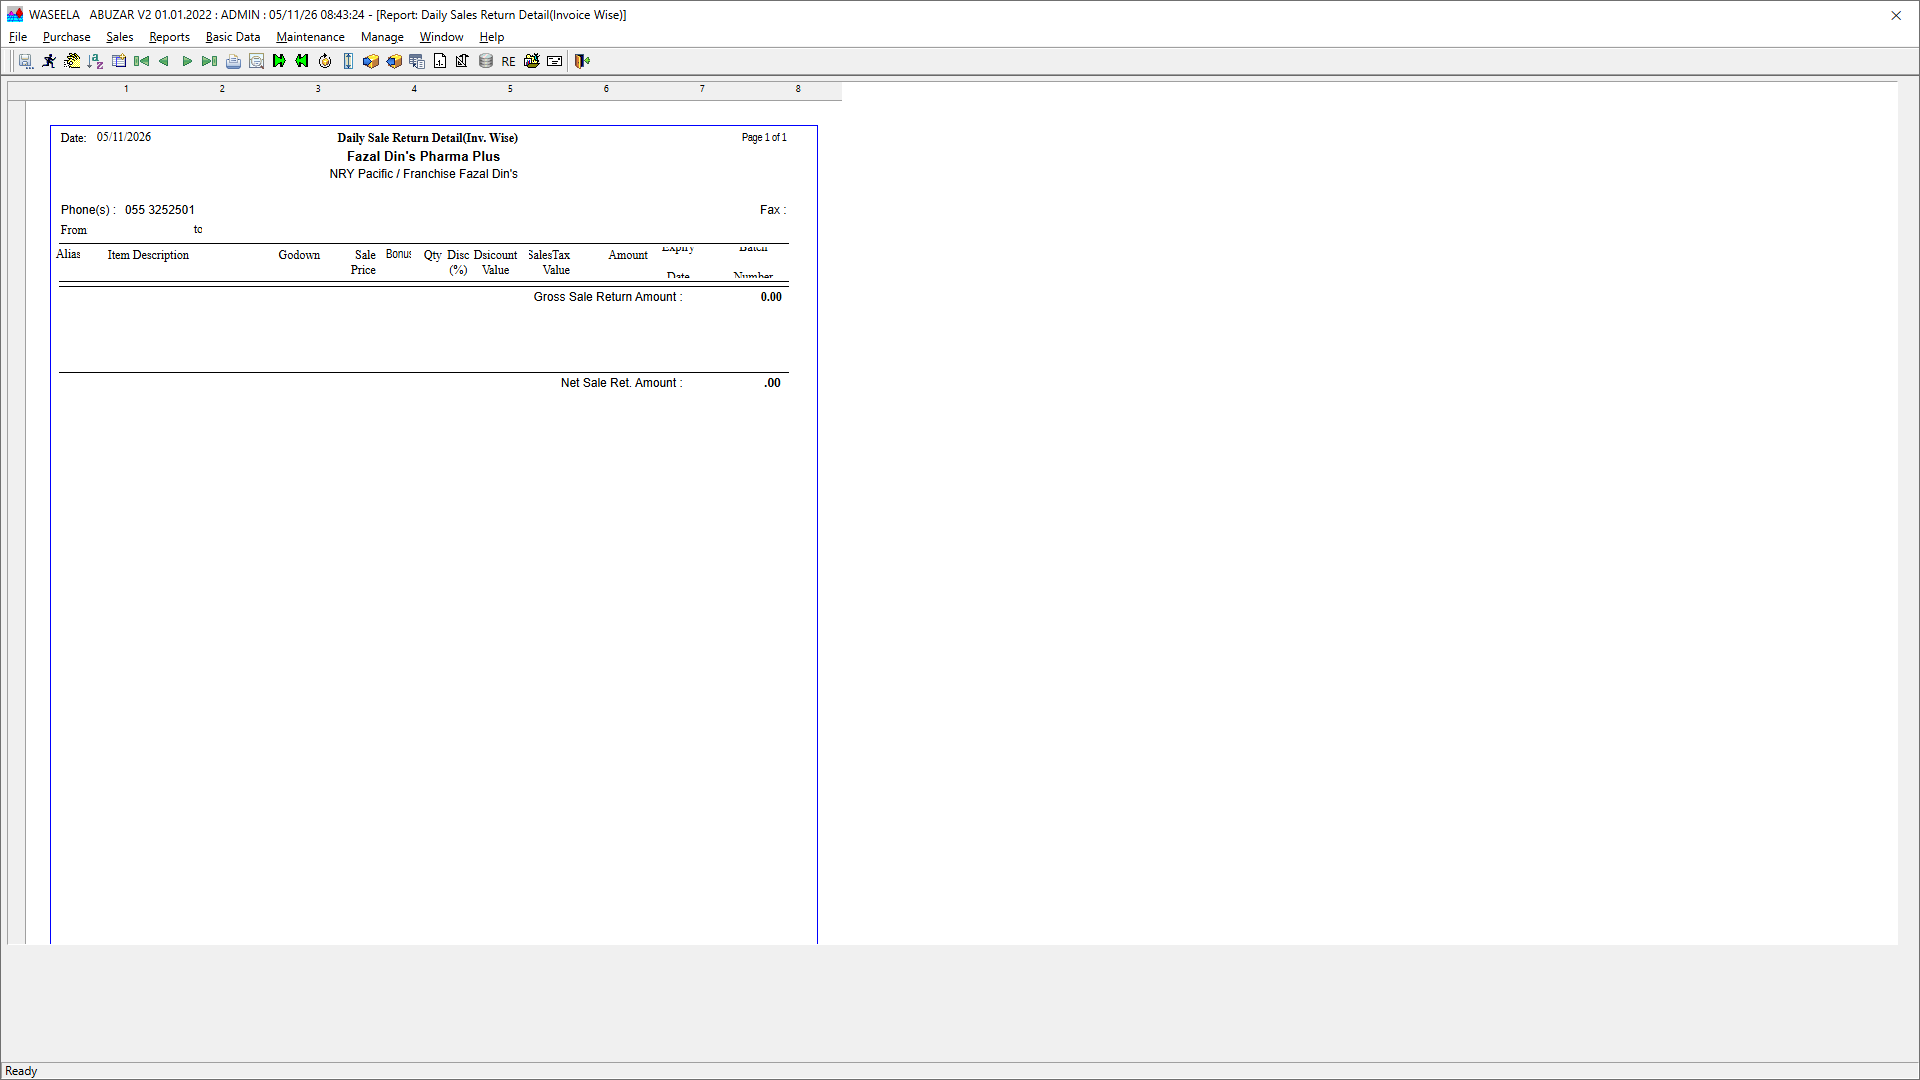 WASEELA ABUZAR V2 01.01.2022 : ADMIN : 05/11/26 08:43:24 - [Report: Daily Sales Return Detail(Invoice Wise)]
File Purchase Sales Reports Basic Data Maintenance Manage Window Help
RE
1 2 3 4 5 6 7 8
Date: 05/11/2026 Daily Sale Return Detail(Inv. Wise) Page 1 of 1
Fazal Din's Pharma Plus
NRY Pacific / Franchise Fazal Din's
Phone(s) : 055 3252501 Fax :
From to
Alias Item Description Godown Sale Bonus Qty Disc Dsicount SalesTax Amount Expiry Batch
Price (%) Value Value Date Number
Gross Sale Return Amount : 0.00
Net Sale Ret. Amount : .00
Ready